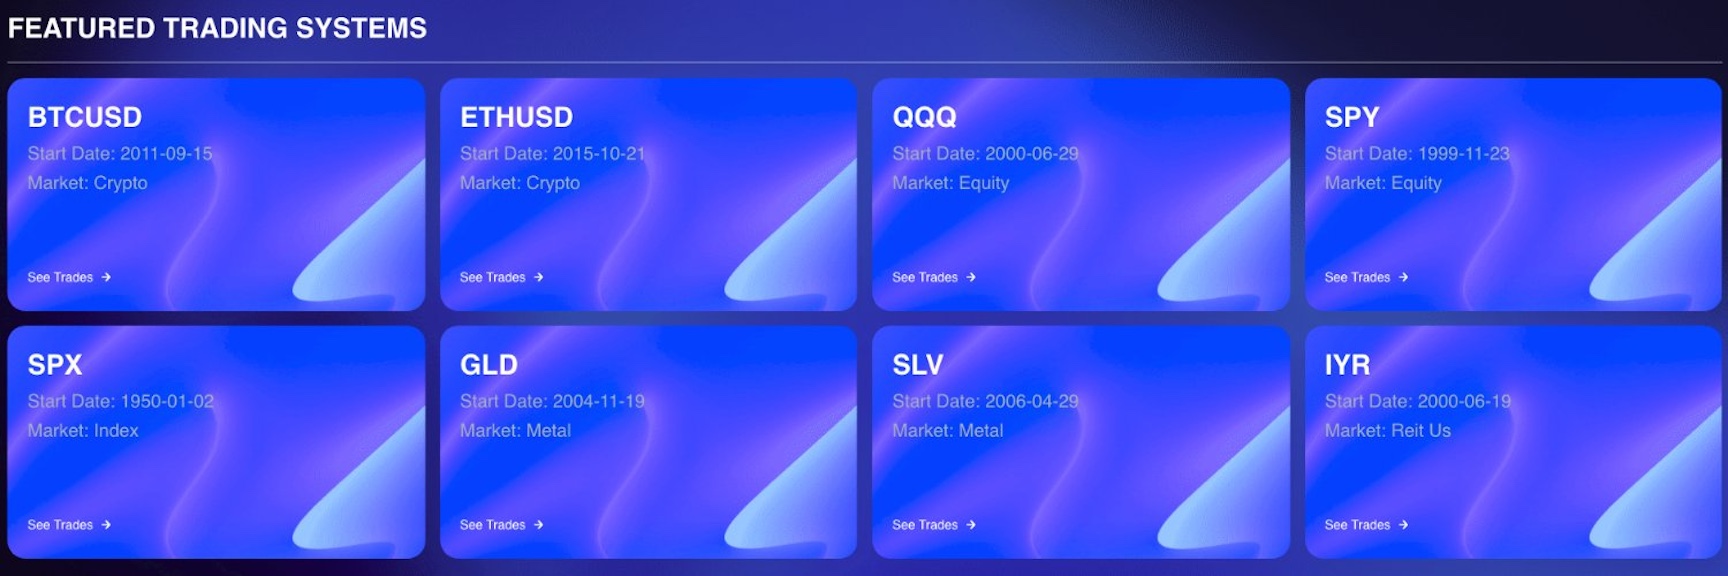 FEATURED TRADING SYSTEMS
BTCUSD
Start Date: 2011-09-15
Market: Crypto
See Trades →
ETHUSD
Start Date: 2015-10-21
Market: Crypto
See Trades →
QQQ
Start Date: 2000-06-29
Market: Equity
See Trades →
SPY
Start Date: 1999-11-23
Market: Equity
See Trades →
SPX
Start Date: 1950-01-02
Market: Index
See Trades →
GLD
Start Date: 2004-11-19
Market: Metal
See Trades →
SLV
Start Date: 2006-04-29
Market: Metal
See Trades →
IYR
Start Date: 2000-06-19
Market: Reit Us
See Trades →